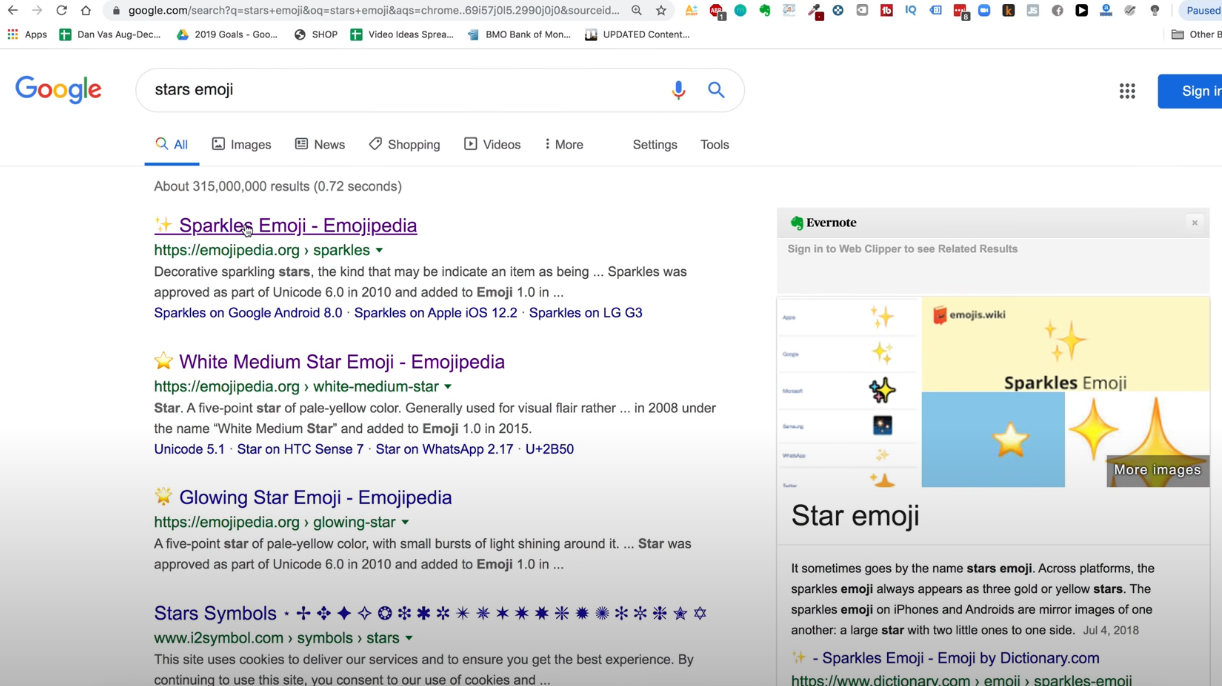 google.com/search?q=stars+emoji&oq=stars+emoji&aqs=chrome..69i57j0l5.2990j0j0&sourceid...
Paused
Apps
Dan Vas Aug-Dec...
2019 Goals - Goo...
SHOP
Video Ideas Sprea...
BMO Bank of Mon...
UPDATED Content...
Other B
Google
stars emoji
Sign in
All
Images
News
Shopping
Videos
More
Settings
Tools
About 315,000,000 results (0.72 seconds)
✨ Sparkles Emoji - Emojipedia
https://emojipedia.org › sparkles
Decorative sparkling stars, the kind that may be indicate an item as being ... Sparkles was
approved as part of Unicode 6.0 in 2010 and added to Emoji 1.0 in ...
Sparkles on Google Android 8.0 · Sparkles on Apple iOS 12.2 · Sparkles on LG G3
⭐ White Medium Star Emoji - Emojipedia
https://emojipedia.org › white-medium-star
Star. A five-point star of pale-yellow color. Generally used for visual flair rather ... in 2008 under
the name “White Medium Star” and added to Emoji 1.0 in 2015.
Unicode 5.1 · Star on HTC Sense 7 · Star on WhatsApp 2.17 · U+2B50
🌟 Glowing Star Emoji - Emojipedia
https://emojipedia.org › glowing-star
A five-point star of pale-yellow color, with small bursts of light shining around it. ... Star was
approved as part of Unicode 6.0 in 2010 and added to Emoji 1.0 in ...
Stars Symbols ⋆ ✢ ✥ ✦ ✧ ❂ ❇ ✱ ✲ ✴ ✵ ✶ ✷ ✸ ❊ ✹ ✺ ✻ ✼ ❉ ✬ ✡
www.i2symbol.com › symbols › stars
This site uses cookies to deliver our services and to ensure you get the best experience. By
continuing to use this site, you consent to our use of cookies and ...
Evernote
Sign in to Web Clipper to see Related Results
Apple
Google
Microsoft
Samsung
WhatsApp
Twitter
emojis.wiki
Sparkles Emoji
More images
Star emoji
It sometimes goes by the name stars emoji. Across platforms, the
sparkles emoji always appears as three gold or yellow stars. The
sparkles emoji on iPhones and Androids are mirror images of one
another: a large star with two little ones to one side. Jul 4, 2018
✨ - Sparkles Emoji - Emoji by Dictionary.com
https://www.dictionary.com › emoji › sparkles-emoji